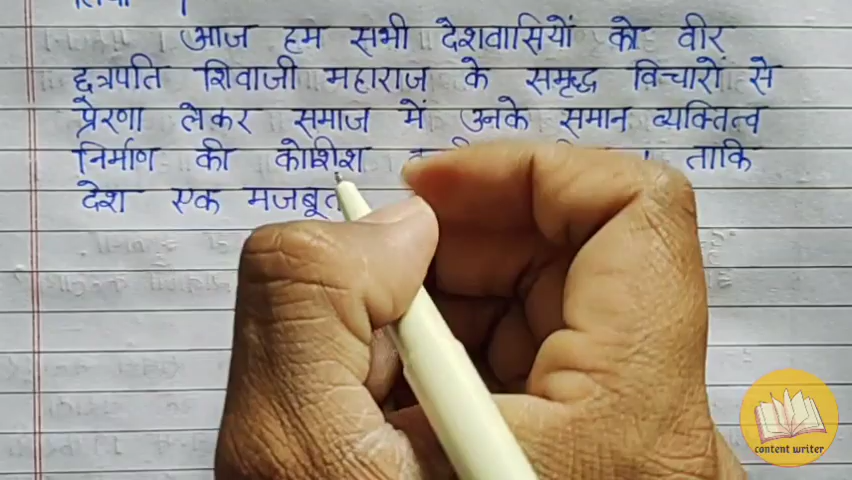 आज हम सभी देशवासियों को वीर
छत्रपति शिवाजी महाराज के समृद्ध विचारों से
प्रेरणा लेकर समाज में उनके समान व्यक्तित्व
निर्माण की कोशिश ताकि
देश एक मजबूत
content writer